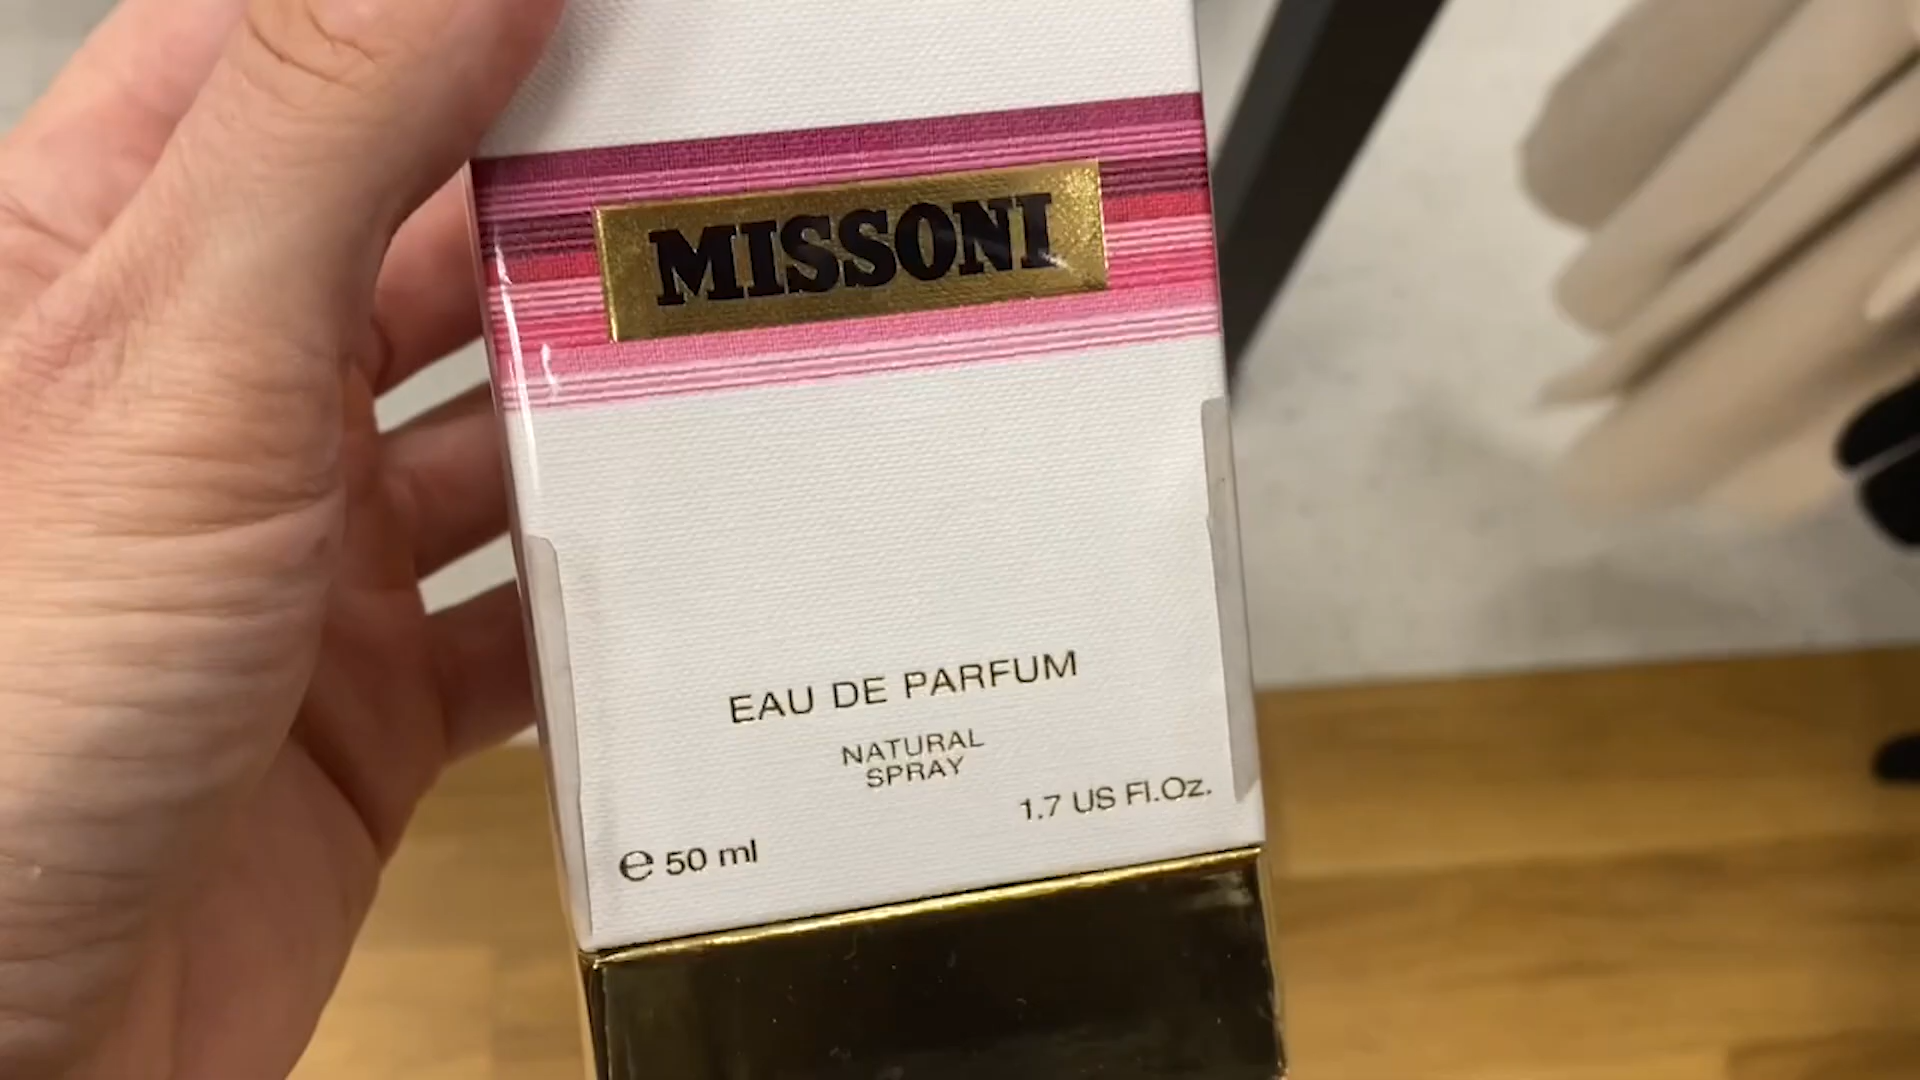 MISSONI
EAU DE PARFUM
NATURAL
SPRAY
1.7 US Fl.Oz.
℮ 50 ml